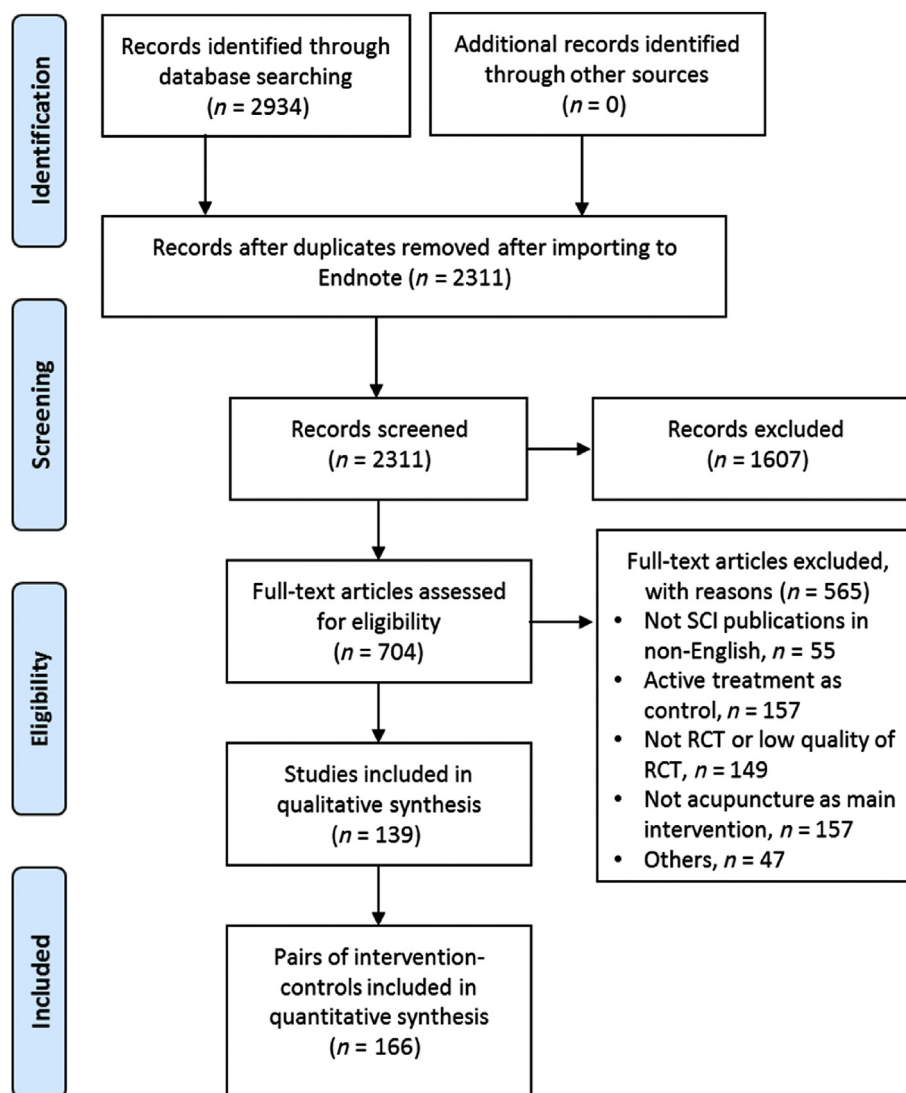 Identification
Records identified through
database searching
(n = 2934)
Additional records identified
through other sources
(n = 0)
Records after duplicates removed after importing to
Endnote (n = 2311)
Screening
Records screened
(n = 2311)
Records excluded
(n = 1607)
Eligibility
Full-text articles assessed
for eligibility
(n = 704)
Full-text articles excluded,
with reasons (n = 565)
• Not SCI publications in
non-English, n = 55
• Active treatment as
control, n = 157
• Not RCT or low quality of
RCT, n = 149
• Not acupuncture as main
intervention, n = 157
• Others, n = 47
Studies included in
qualitative synthesis
(n = 139)
Included
Pairs of intervention-
controls included in
quantitative synthesis
(n = 166)